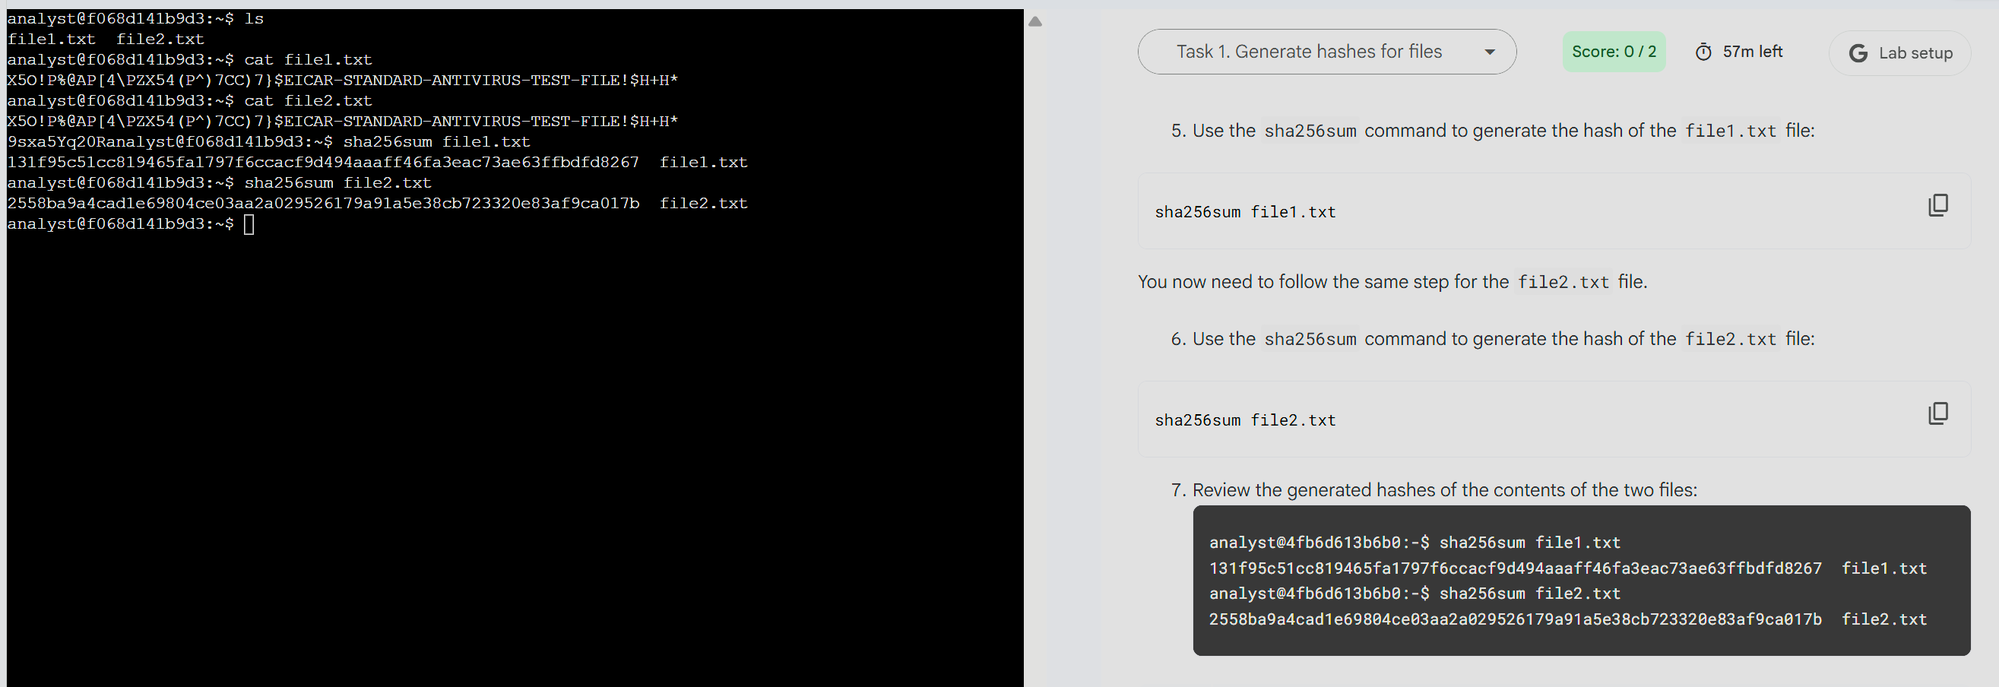 analyst@f068d141b9d3:~$ ls
file1.txt  file2.txt
analyst@f068d141b9d3:~$ cat file1.txt
X5O!P%@AP[4\PZX54(P^)7CC)7}$EICAR-STANDARD-ANTIVIRUS-TEST-FILE!$H+H*
analyst@f068d141b9d3:~$ cat file2.txt
X5O!P%@AP[4\PZX54(P^)7CC)7}$EICAR-STANDARD-ANTIVIRUS-TEST-FILE!$H+H*
9sxa5Yq20Ranalyst@f068d141b9d3:~$ sha256sum file1.txt
131f95c51cc819465fa1797f6ccacf9d494aaaff46fa3eac73ae63ffbdfd8267  file1.txt
analyst@f068d141b9d3:~$ sha256sum file2.txt
2558ba9a4cad1e69804ce03aa2a029526179a91a5e38cb723320e83af9ca017b  file2.txt
analyst@f068d141b9d3:~$
Task 1. Generate hashes for files
Score: 0 / 2
57m left
G Lab setup
5. Use the sha256sum command to generate the hash of the file1.txt file:
sha256sum file1.txt
You now need to follow the same step for the file2.txt file.
6. Use the sha256sum command to generate the hash of the file2.txt file:
sha256sum file2.txt
7. Review the generated hashes of the contents of the two files:
analyst@4fb6d613b6b0:-$ sha256sum file1.txt
131f95c51cc819465fa1797f6ccacf9d494aaaff46fa3eac73ae63ffbdfd8267  file1.txt
analyst@4fb6d613b6b0:-$ sha256sum file2.txt
2558ba9a4cad1e69804ce03aa2a029526179a91a5e38cb723320e83af9ca017b  file2.txt